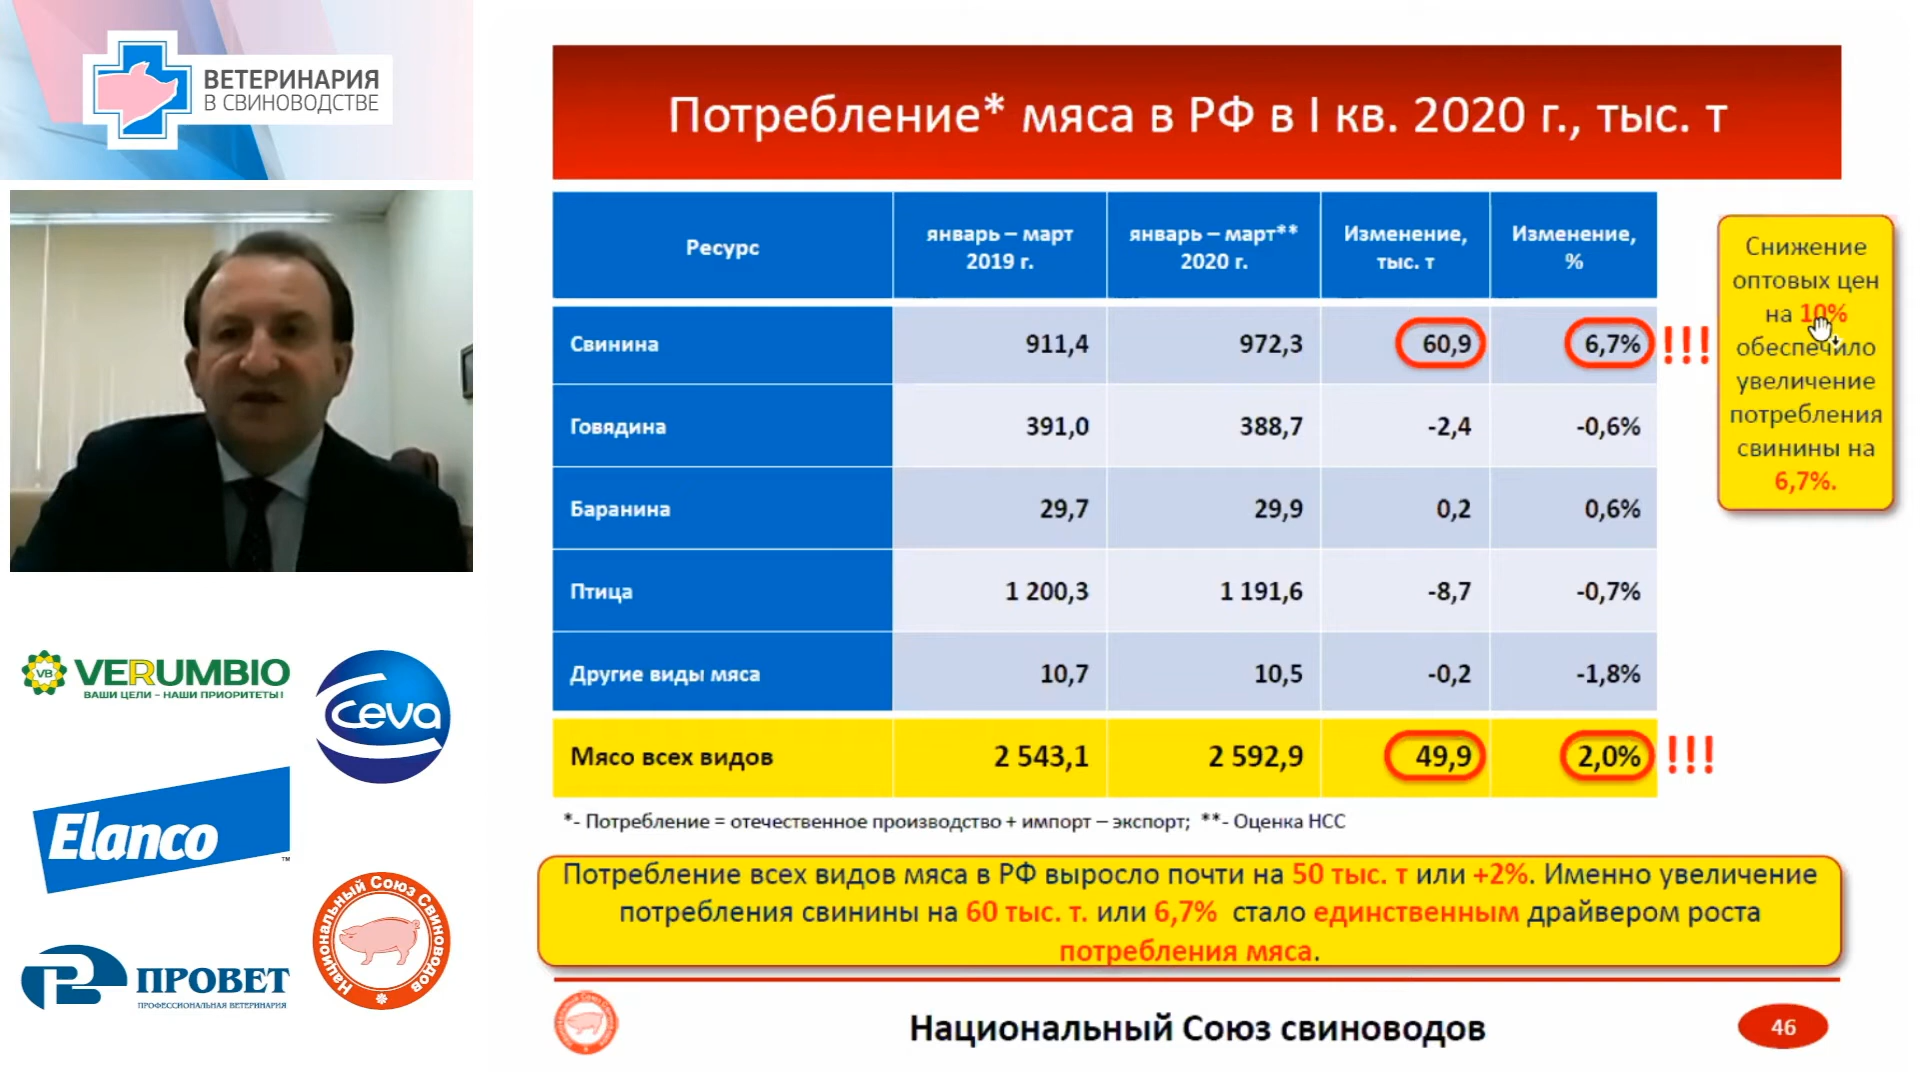 ВЕТЕРИНАРИЯ
В СВИНОВОДСТВЕ
Потребление* мяса в РФ в I кв. 2020 г., тыс. т
Ресурс
январь – март
2019 г.
январь – март**
2020 г.
Изменение,
тыс. т
Изменение,
%
Свинина 911,4 972,3 60,9 6,7% !!!
Говядина 391,0 388,7 -2,4 -0,6%
Баранина 29,7 29,9 0,2 0,6%
Птица 1 200,3 1 191,6 -8,7 -0,7%
Другие виды мяса 10,7 10,5 -0,2 -1,8%
Мясо всех видов 2 543,1 2 592,9 49,9 2,0% !!!
Снижение
оптовых цен
на 10%
обеспечило
увеличение
потребления
свинины на
6,7%.
*- Потребление = отечественное производство + импорт – экспорт; **- Оценка НСС
Потребление всех видов мяса в РФ выросло почти на 50 тыс. т или +2%. Именно увеличение
потребления свинины на 60 тыс. т. или 6,7% стало единственным драйвером роста
потребления мяса.
Национальный Союз свиноводов
46
VB
VERUMBIO
ВАШИ ЦЕЛИ – НАШИ ПРИОРИТЕТЫ!
Ceva
Elanco
™
Национальный Союз Свиноводов
ПРОВЕТ
ПРОФЕССИОНАЛЬНАЯ ВЕТЕРИНАРИЯ